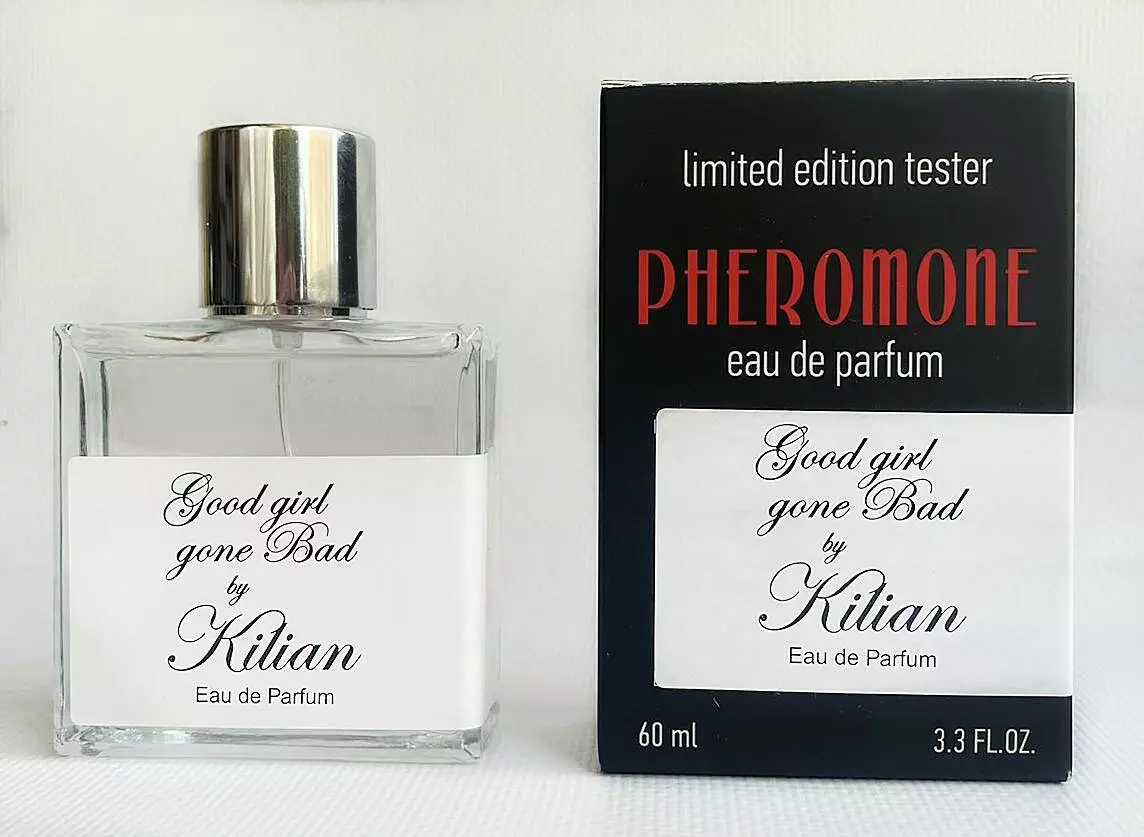 Good girl
gone Bad
by
Kilian
Eau de Parfum
limited edition tester
PHEROMONE
eau de parfum
Good girl
gone Bad
by
Kilian
Eau de Parfum
60 ml
3.3 FL.OZ.